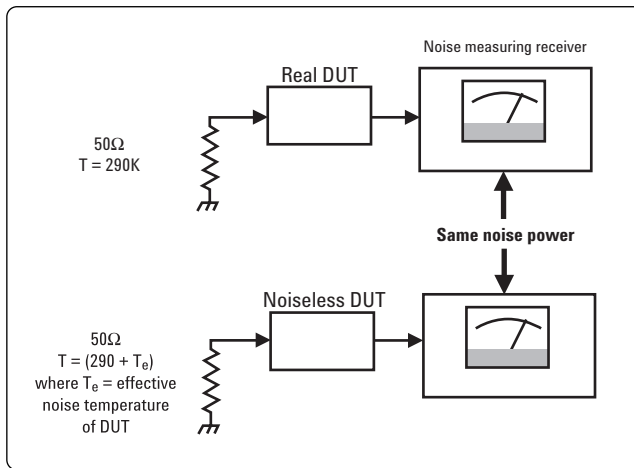 Noise measuring receiver
Real DUT
50Ω
T = 290K
Same noise power
Noiseless DUT
50Ω
T = (290 + Te)
where Te = effective
noise temperature
of DUT